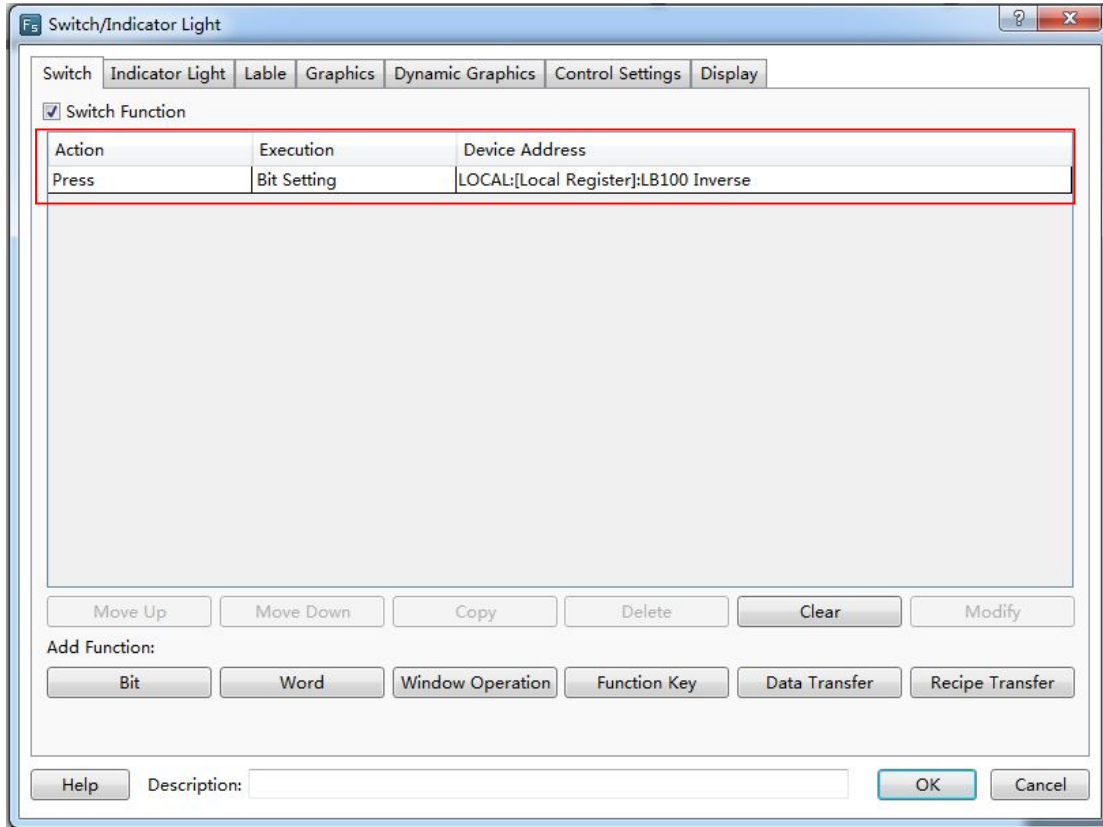 Fs Switch/Indicator Light
Switch Indicator Light Lable Graphics Dynamic Graphics Control Settings Display
Switch Function
Action Execution Device Address
Press Bit Setting LOCAL:[Local Register]:LB100 Inverse
Move Up Move Down Copy Delete Clear Modify
Add Function:
Bit Word Window Operation Function Key Data Transfer Recipe Transfer
Help Description: OK Cancel